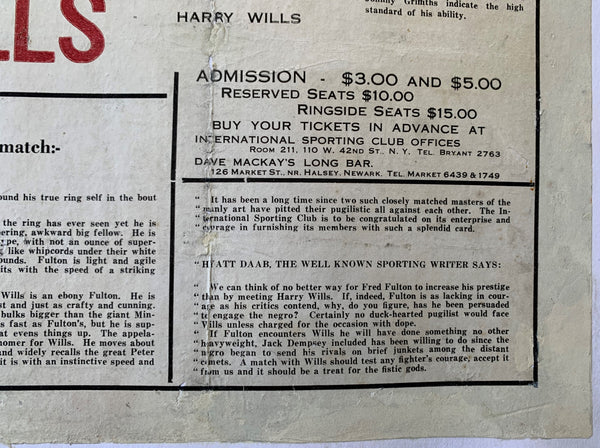 Johnny Griffiths indicate the high
standard of his ability.
HARRY WILLS
LLS
ADMISSION - $3.00 AND $5.00
RESERVED SEATS $10.00
RINGSIDE SEATS $15.00
BUY YOUR TICKETS IN ADVANCE AT
INTERNATIONAL SPORTING CLUB OFFICES
ROOM 211, 110 W. 42ND ST., N. Y. TEL. BRYANT 2763
DAVE MACKAY'S LONG BAR.
126 MARKET ST., NR. HALSEY, NEWARK. TEL. MARKET 6439 & 1749
match:-
ound his true ring self in the bout
the ring has ever seen yet he is
ering, awkward big fellow. He is
ype, with not an ounce of super-
g like whipcords under their white
ounds. Fulton is light and agile
its with the speed of a striking
Wills is an ebony Fulton. He is
st and just as crafty and cunning.
bulks bigger than the giant Min-
s fast as Fulton's, but he is sup-
at evens things up. The appela-
nomer for Wills. He moves about
und widely recalls the great Peter
it is with an instinctive speed and
" It has been a long time since two such closely matched masters of the
" manly art have pitted their pugilistic all against each other. The In-
" ternational Sporting Club is to be congratulated on its enterprise and
" courage in furnishing its members with such a splendid card.
" HYATT DAAB, THE WELL KNOWN SPORTING WRITER SAYS:
" We can think of no better way for Fred Fulton to increase his prestige
" than by meeting Harry Wills. If, indeed, Fulton is as lacking in cour-
" age as his critics contend, why, do you figure, has he been persuaded
" to engage the negro? Certainly no duck-hearted pugilist would face
" Wills unless charged for the occasion with dope.
" If Fulton encounters Wills he will have done something no other
" heavyweight, Jack Dempsey included has been willing to do since the
" negro began to send his rivals on brief junkets among the distant
" comets. A match with Wills should test any fighter's courage, accept it
" from us and it should be a treat for the fistic gods.